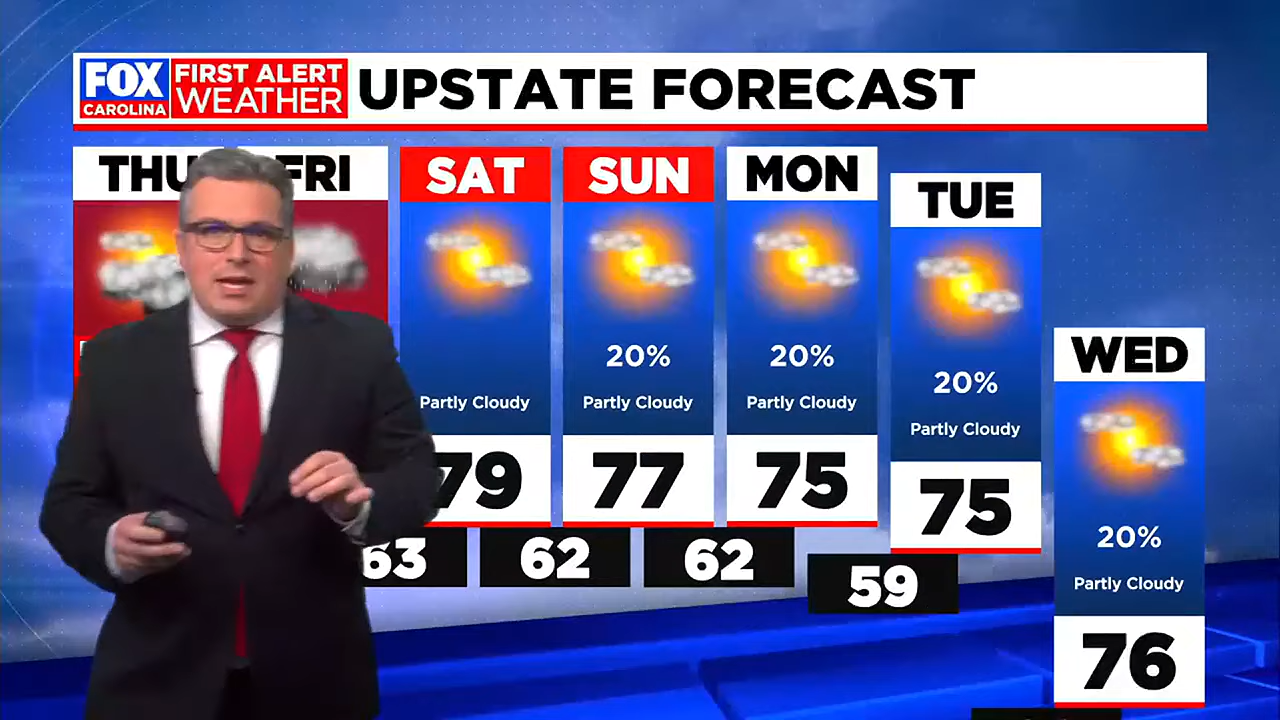 FOX
CAROLINA
FIRST ALERT
WEATHER
UPSTATE FORECAST
THU
FRI
SAT
SUN
MON
TUE
WED
20%
20%
20%
20%
Partly Cloudy
Partly Cloudy
Partly Cloudy
Partly Cloudy
Partly Cloudy
79
77
75
75
76
63
62
62
59